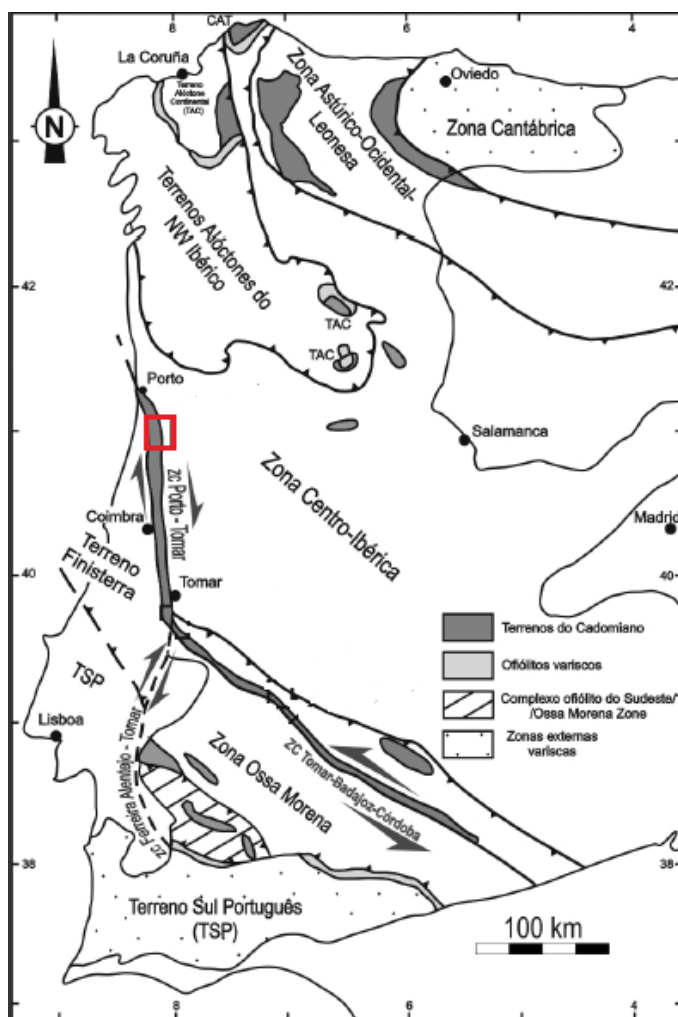 CAT
La Coruña
Terreno
Alóctone
Continental
(TAC)
Zona Astúrico-Ocidental-
Leonesa
Oviedo
Zona Cantábrica
N
Terrenos Alóctones do
NW Ibérico
42
42
TAC
TAC
Porto
Salamanca
zc Porto - Tomar
Zona Centro-Ibérica
Coimbra
Madrid
Terreno
Finisterra
40
40
Tomar
Terrenos do Cadomiano
Ofiólitos variscos
Complexo ofiólito do Sudeste/
/Ossa Morena Zone
Zonas externas
variscas
TSP
Lisboa
zc Ferreira Alentejo - Tomar
Zona Ossa Morena
ZC Tomar-Badajoz-Córdoba
38
38
Terreno Sul Português
(TSP)
100 km
8
6
4